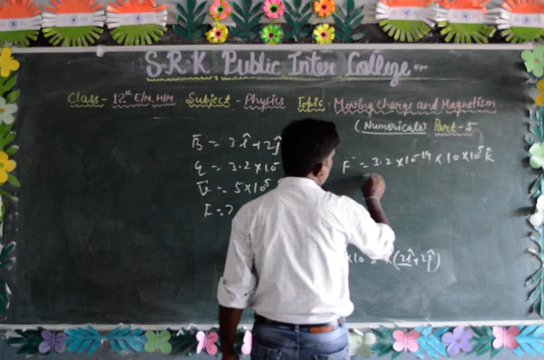 S.R.K. Public Inter College
Class - 12th E/M, H/M Subject - Physics Topic - Moving Charge and Magnetism
(Numericals) Part - 5
B̄ = 3î + 2ĵ
q = 3.2 × 10
V̄ = 5 × 10⁵
F = ?
F = 3.2 × 10⁻¹⁹ × 10 × 10⁵ k̂
× (3î + 2ĵ)